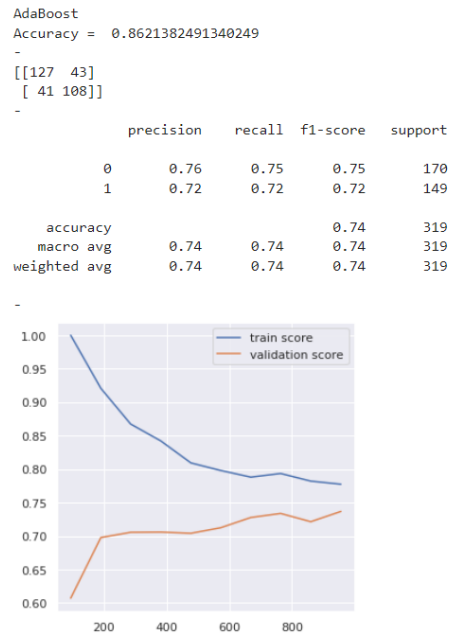 AdaBoost
Accuracy =  0.8621382491340249
-
[[127  43]
 [ 41 108]]
-
              precision    recall  f1-score   support

           0       0.76      0.75      0.75       170
           1       0.72      0.72      0.72       149

    accuracy                           0.74       319
   macro avg       0.74      0.74      0.74       319
weighted avg       0.74      0.74      0.74       319

-
train score
validation score
1.00
0.95
0.90
0.85
0.80
0.75
0.70
0.65
0.60
200 400 600 800